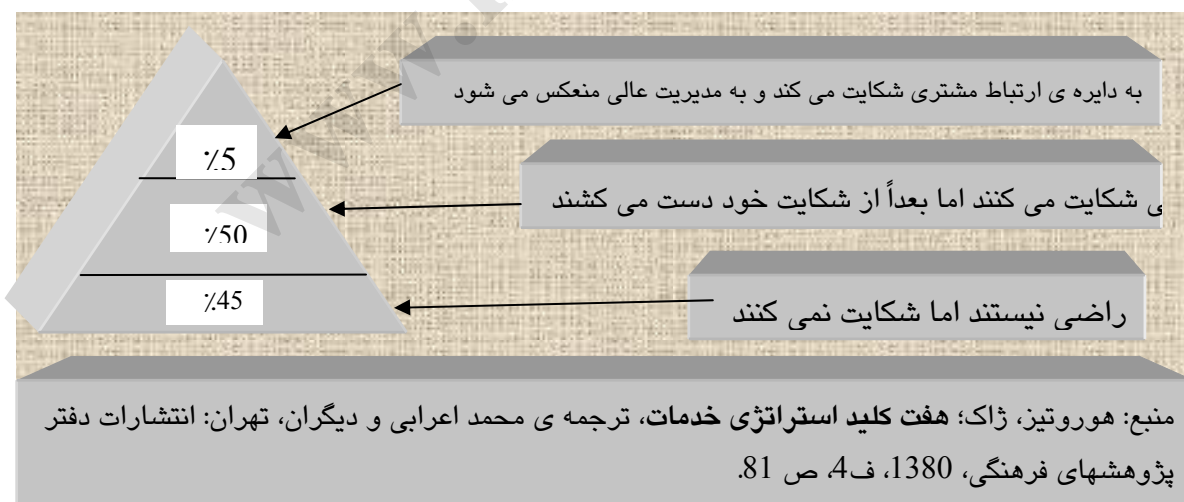 به دایره ی ارتباط مشتری شکایت می کند و به مدیریت عالی منعکس می شود
٪5
ی شکایت می کنند اما بعداً از شکایت خود دست می کشند
٪50
راضی نیستند اما شکایت نمی کنند
٪45
منبع: هوروتیز، ژاک؛ هفت کلید استراتژی خدمات، ترجمه ی محمد اعرابی و دیگران، تهران: انتشارات دفتر
پژوهشهای فرهنگی، 1380، ف4، ص 81.
www.